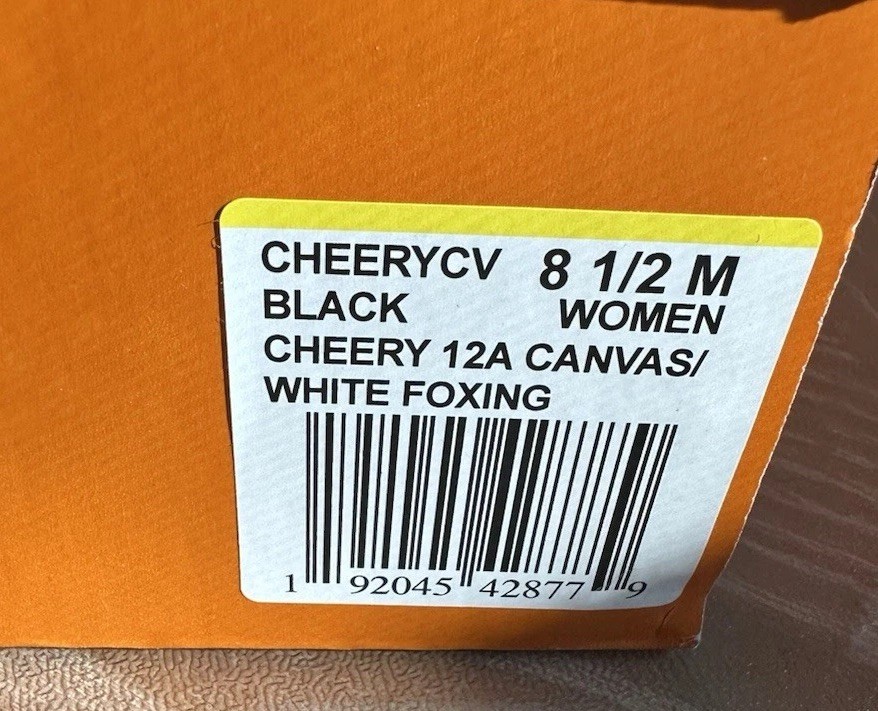 CHEERYCV 8 1/2 M
BLACK WOMEN
CHEERY 12A CANVAS/
WHITE FOXING
1 92045 42877 9